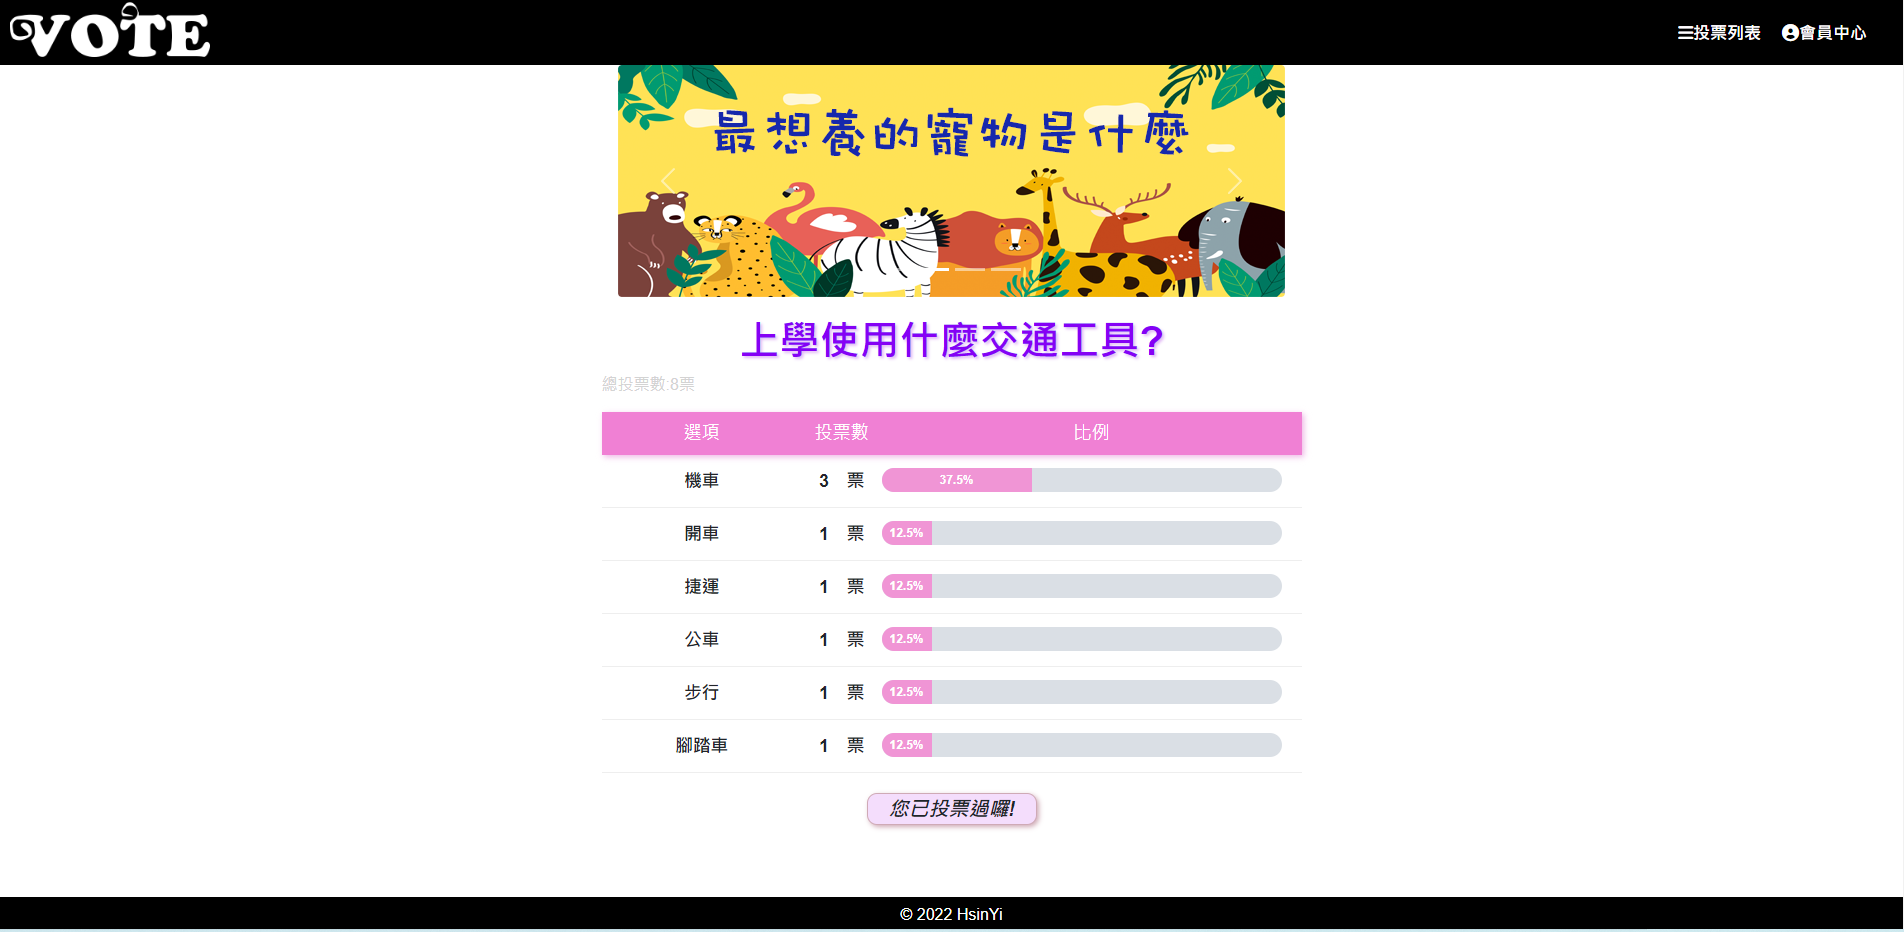 VOTE
投票列表 會員中心
最想養的寵物是什麼
上學使用什麼交通工具?
總投票數:8票
選項 投票數 比例
機車 3 票 37.5%
開車 1 票 12.5%
捷運 1 票 12.5%
公車 1 票 12.5%
步行 1 票 12.5%
腳踏車 1 票 12.5%
您已投票過囉!
© 2022 HsinYi